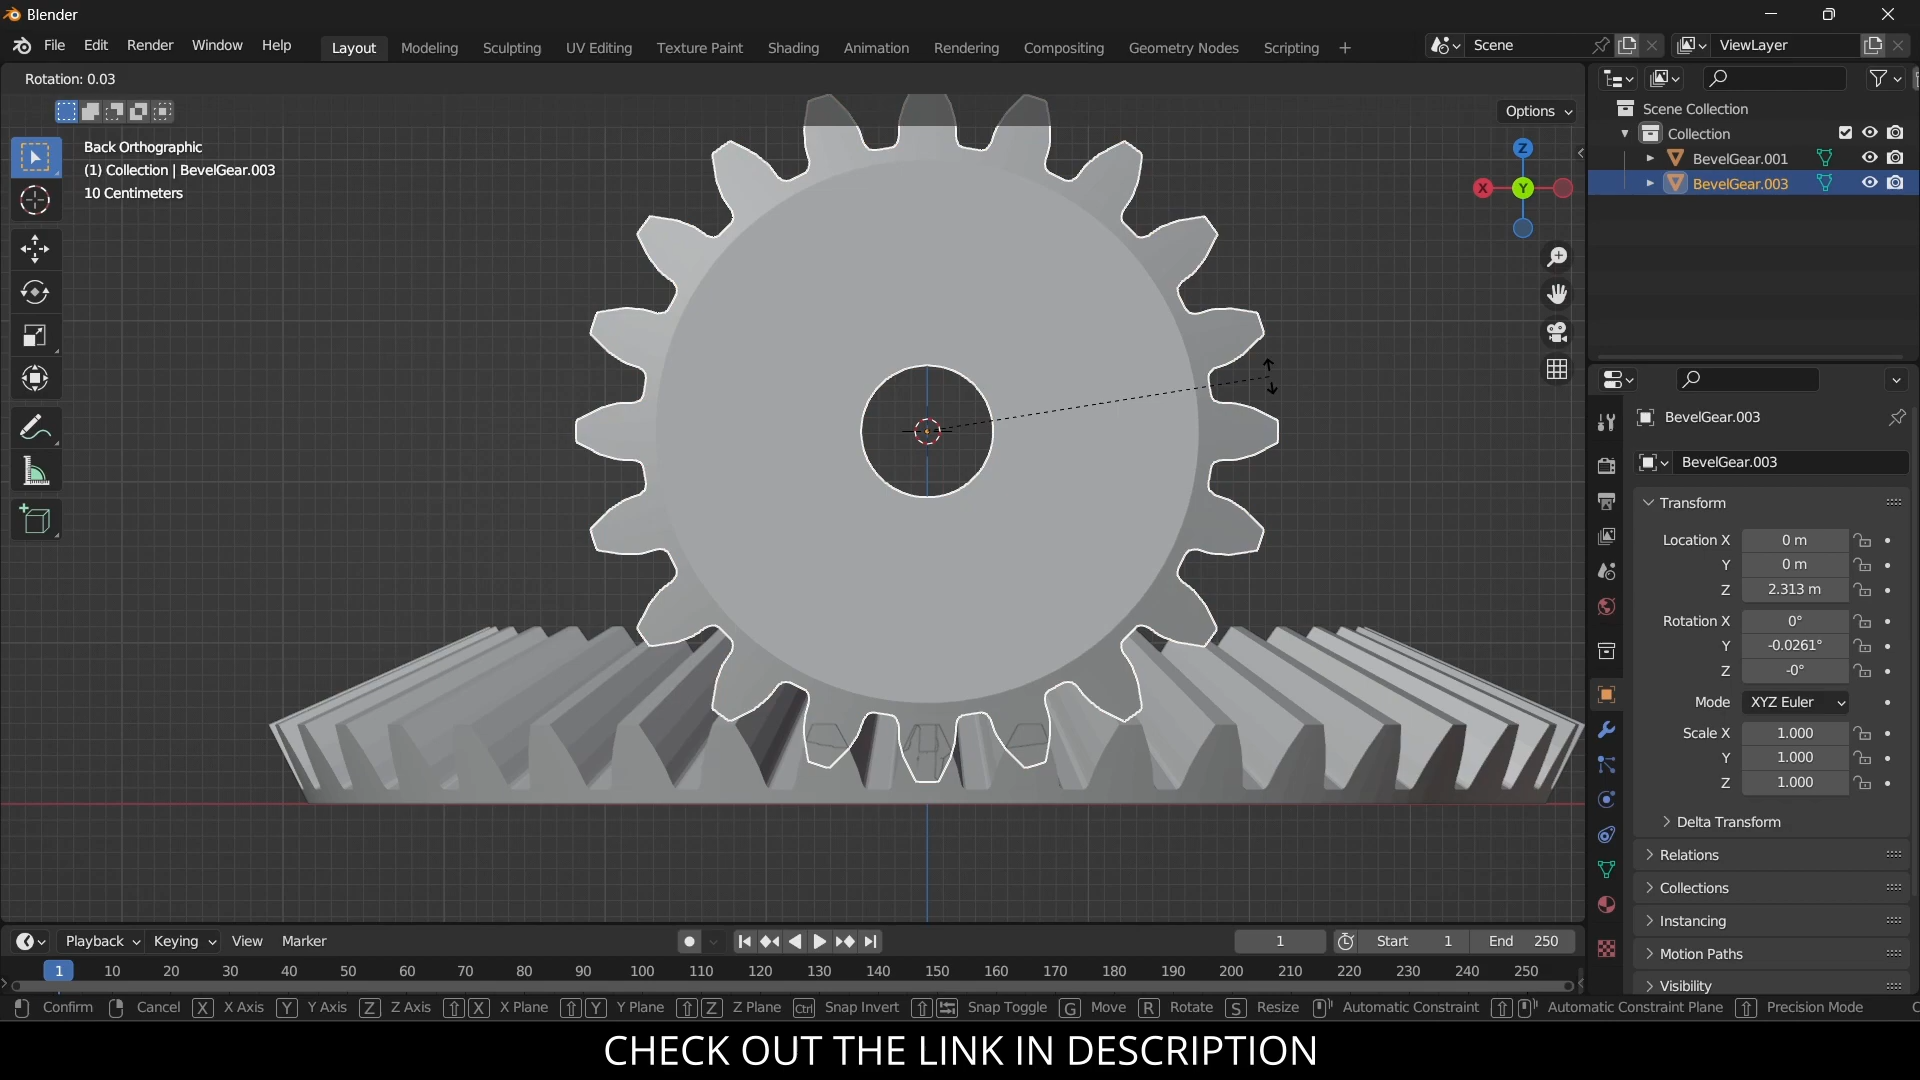 Blender
File Edit Render Window Help Layout Modeling Sculpting UV Editing Texture Paint Shading Animation Rendering Compositing Geometry Nodes Scripting + Scene ViewLayer
Rotation: 0.03
Options
Back Orthographic
(1) Collection | BevelGear.003
10 Centimeters
Z
X
Y
Scene Collection
Collection
BevelGear.001
BevelGear.003
BevelGear.003
BevelGear.003
Transform
Location X 0 m
Y 0 m
Z 2.313 m
Rotation X 0°
Y -0.0261°
Z -0°
Mode XYZ Euler
Scale X 1.000
Y 1.000
Z 1.000
Delta Transform
Relations
Collections
Instancing
Motion Paths
Visibility
Playback Keying View Marker 1 Start 1 End 250
1 10 20 30 40 50 60 70 80 90 100 110 120 130 140 150 160 170 180 190 200 210 220 230 240 250
Confirm Cancel X X Axis Y Y Axis Z Z Axis X X Plane Y Y Plane Z Z Plane Ctrl Snap Invert Snap Toggle G Move R Rotate S Resize Automatic Constraint Automatic Constraint Plane Precision Mode
CHECK OUT THE LINK IN DESCRIPTION